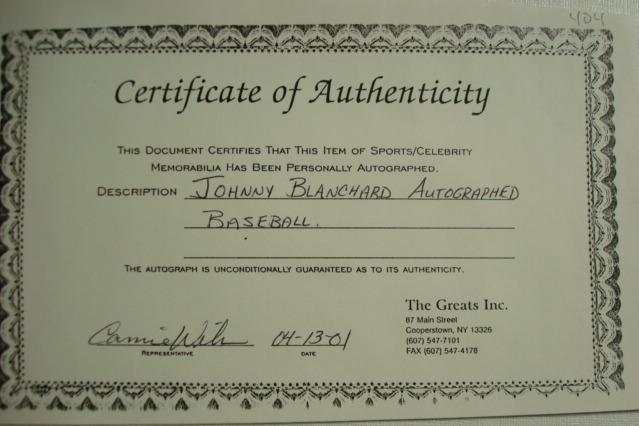 404
Certificate of Authenticity
THIS DOCUMENT CERTIFIES THAT THIS ITEM OF SPORTS/CELEBRITY
MEMORABILIA HAS BEEN PERSONALLY AUTOGRAPHED.
DESCRIPTION JOHNNY BLANCHARD AUTOGRAPHED
BASEBALL.
THE AUTOGRAPH IS UNCONDITIONALLY GUARANTEED AS TO ITS AUTHENTICITY.
The Greats Inc.
87 Main Street
Cooperstown, NY 13326
(607) 547-7101
FAX (607) 547-4178
04-13-01
REPRESENTATIVE DATE